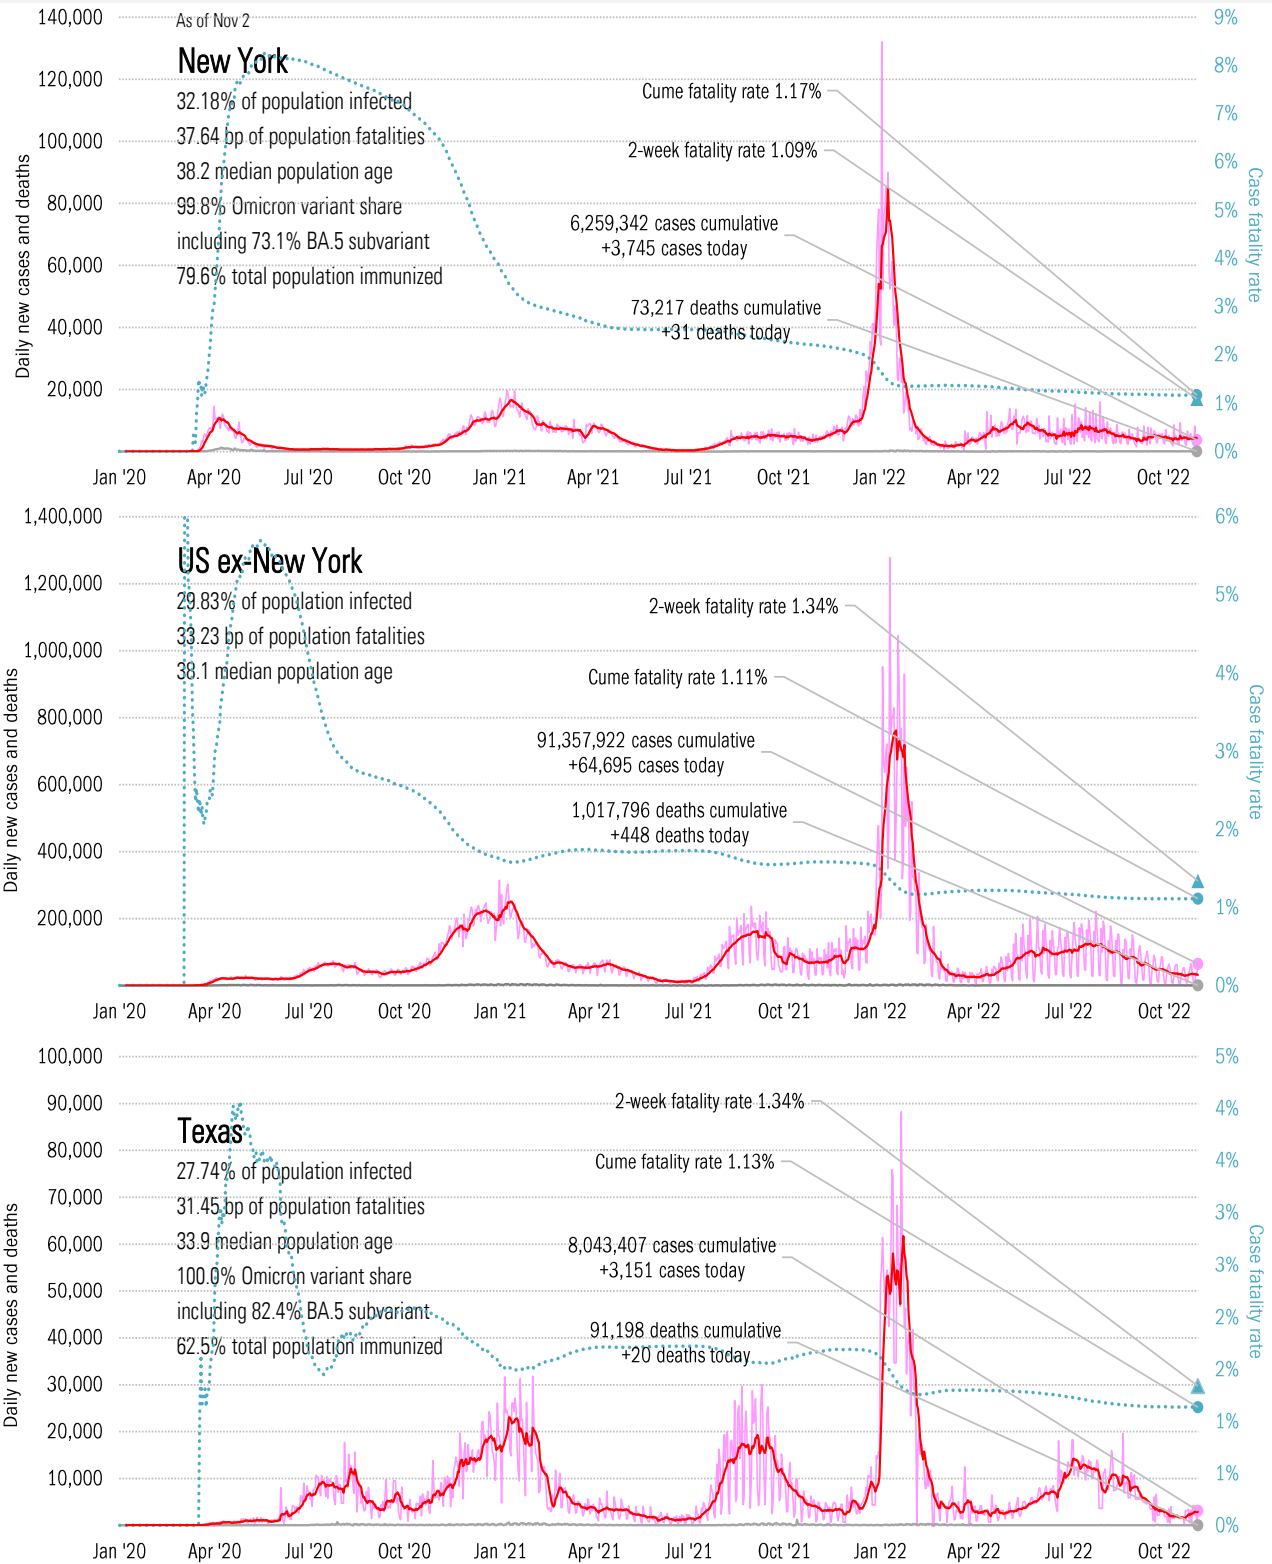 As of Nov 2
New York
32.18% of population infected
37.64 bp of population fatalities
38.2 median population age
99.8% Omicron variant share
including 73.1% BA.5 subvariant
79.6% total population immunized
Cume fatality rate 1.17%
2-week fatality rate 1.09%
6,259,342 cases cumulative
+3,745 cases today
73,217 deaths cumulative
+31 deaths today
Daily new cases and deaths
140,000
120,000
100,000
80,000
60,000
40,000
20,000
9%
8%
7%
6%
5%
4%
3%
2%
1%
0%
Case fatality rate
Jan '20 Apr '20 Jul '20 Oct '20 Jan '21 Apr '21 Jul '21 Oct '21 Jan '22 Apr '22 Jul '22 Oct '22
US ex-New York
29.83% of population infected
33.23 bp of population fatalities
38.1 median population age
2-week fatality rate 1.34%
Cume fatality rate 1.11%
91,357,922 cases cumulative
+64,695 cases today
1,017,796 deaths cumulative
+448 deaths today
Daily new cases and deaths
1,400,000
1,200,000
1,000,000
800,000
600,000
400,000
200,000
6%
5%
4%
3%
2%
1%
0%
Case fatality rate
Jan '20 Apr '20 Jul '20 Oct '20 Jan '21 Apr '21 Jul '21 Oct '21 Jan '22 Apr '22 Jul '22 Oct '22
Texas
27.74% of population infected
31.45 bp of population fatalities
33.9 median population age
100.0% Omicron variant share
including 82.4% BA.5 subvariant
62.5% total population immunized
2-week fatality rate 1.34%
Cume fatality rate 1.13%
8,043,407 cases cumulative
+3,151 cases today
91,198 deaths cumulative
+20 deaths today
Daily new cases and deaths
100,000
90,000
80,000
70,000
60,000
50,000
40,000
30,000
20,000
10,000
5%
4%
4%
3%
3%
2%
2%
1%
1%
0%
Case fatality rate
Jan '20 Apr '20 Jul '20 Oct '20 Jan '21 Apr '21 Jul '21 Oct '21 Jan '22 Apr '22 Jul '22 Oct '22